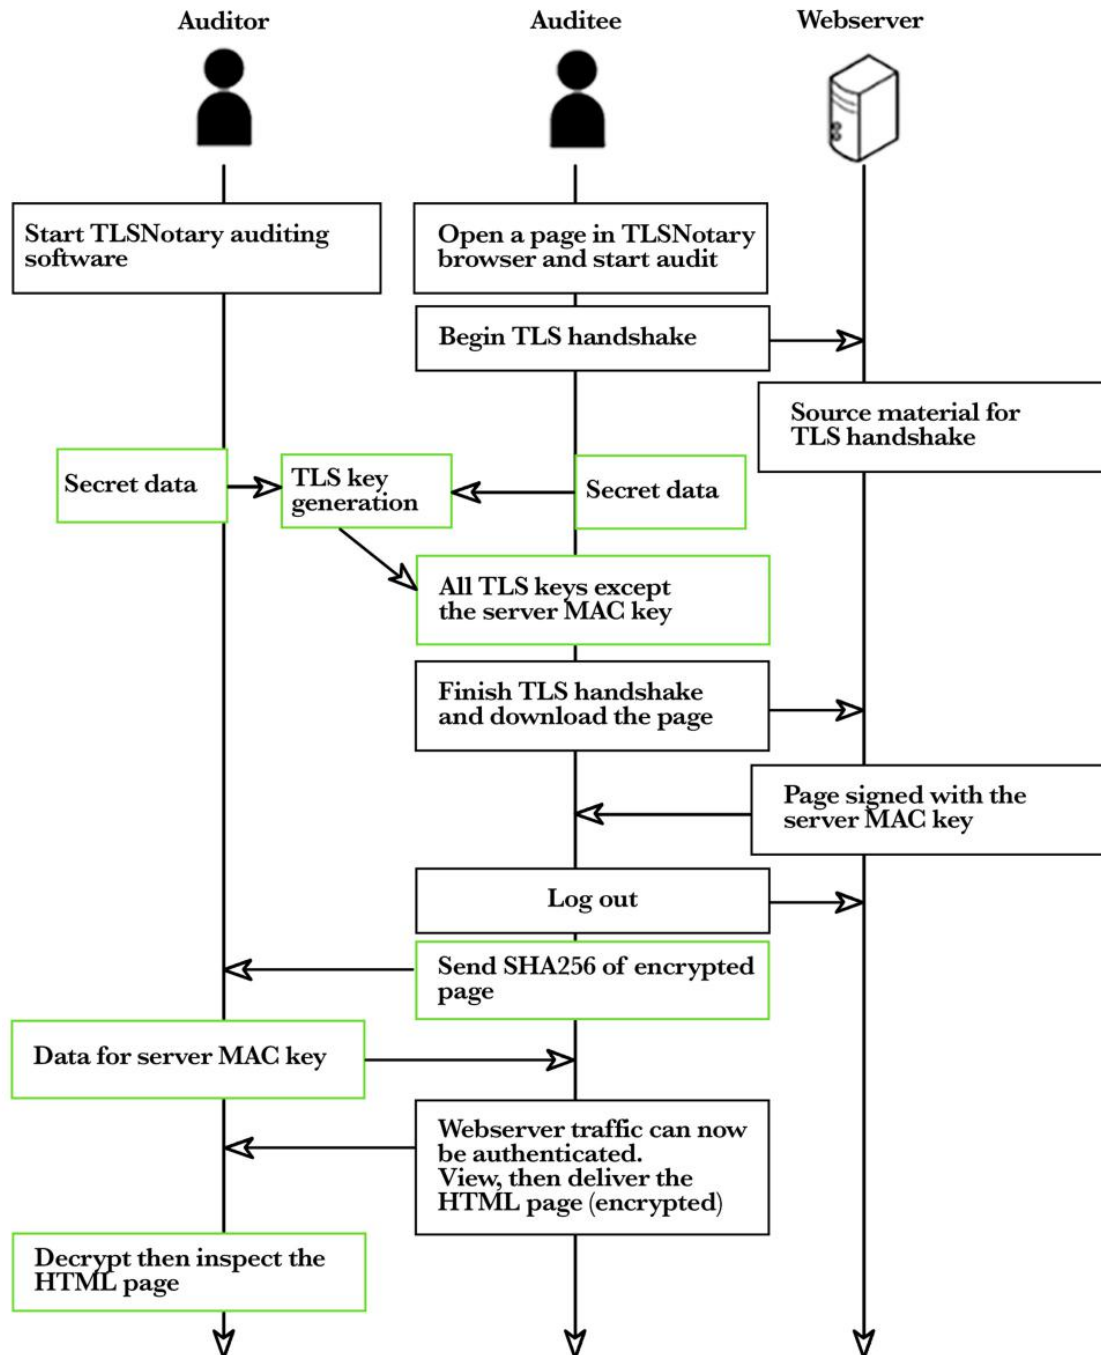 Auditor
Auditee
Webserver
Start TLSNotary auditing
software
Open a page in TLSNotary
browser and start audit
Begin TLS handshake
Source material for
TLS handshake
Secret data
TLS key
generation
Secret data
All TLS keys except
the server MAC key
Finish TLS handshake
and download the page
Page signed with the
server MAC key
Log out
Send SHA256 of encrypted
page
Data for server MAC key
Webserver traffic can now
be authenticated.
View, then deliver the
HTML page (encrypted)
Decrypt then inspect the
HTML page